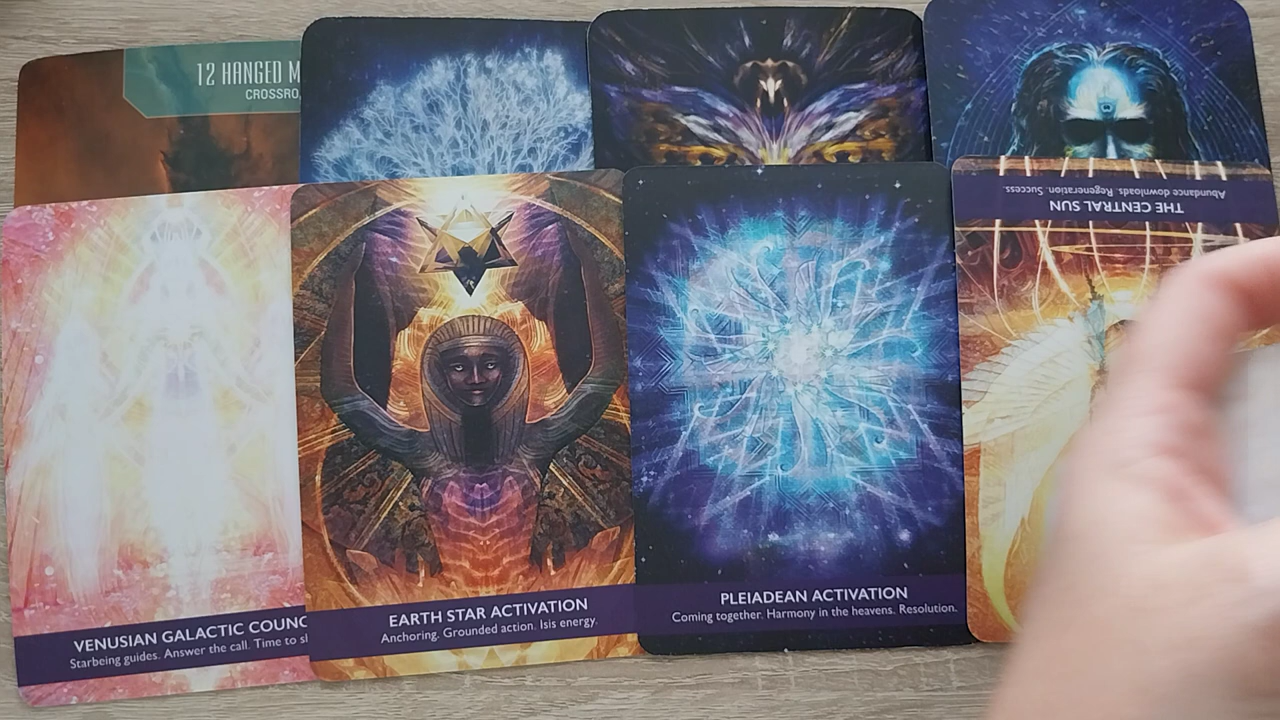 12 HANGED M
CROSSRO
THE CENTRAL SUN
Abundance downloads. Regeneration. Success.
VENUSIAN GALACTIC COUNC
Starbeing guides. Answer the call. Time to sl
EARTH STAR ACTIVATION
Anchoring. Grounded action. Isis energy.
PLEIADEAN ACTIVATION
Coming together. Harmony in the heavens. Resolution.